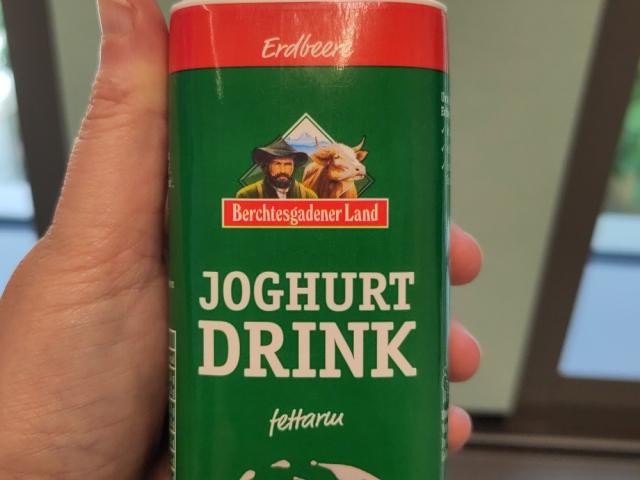 Erdbeere
Berchtesgadener Land
JOGHURT
DRINK
fettarm